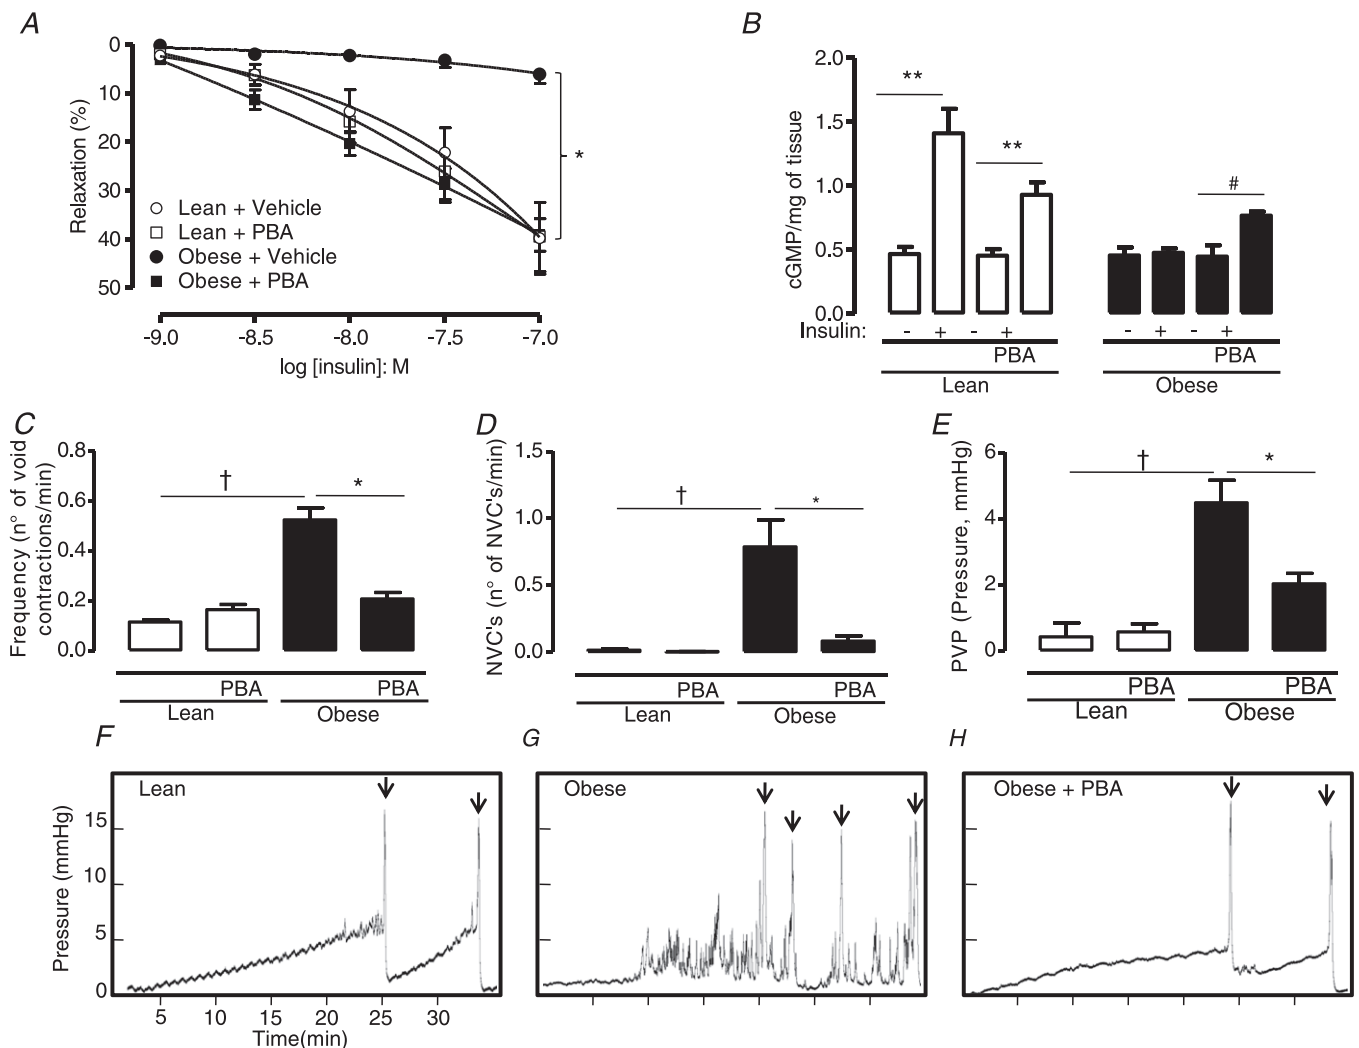 A
0
10
20
30
40
50
Relaxation (%)
Lean + Vehicle
Lean + PBA
Obese + Vehicle
Obese + PBA
*
-9.0 -8.5 -8.0 -7.5 -7.0
log [insulin]: M
B
2.0
1.5
1.0
0.5
0.0
cGMP/mg of tissue
**
**
#
Insulin: - + - + - + - +
PBA PBA
Lean Obese
C
0.8
0.6
0.4
0.2
0.0
Frequency (n° of void
contractions/min)
† *
PBA PBA
Lean Obese
D
1.5
1.0
0.5
0.0
NVC's (n° of NVC's/min)
† *
PBA PBA
Lean Obese
E
6
4
2
0
PVP (Pressure, mmHg)
† *
PBA PBA
Lean Obese
F
Lean
15
10
5
0
Pressure (mmHg)
5 10 15 20 25 30
Time(min)
G
Obese
H
Obese + PBA